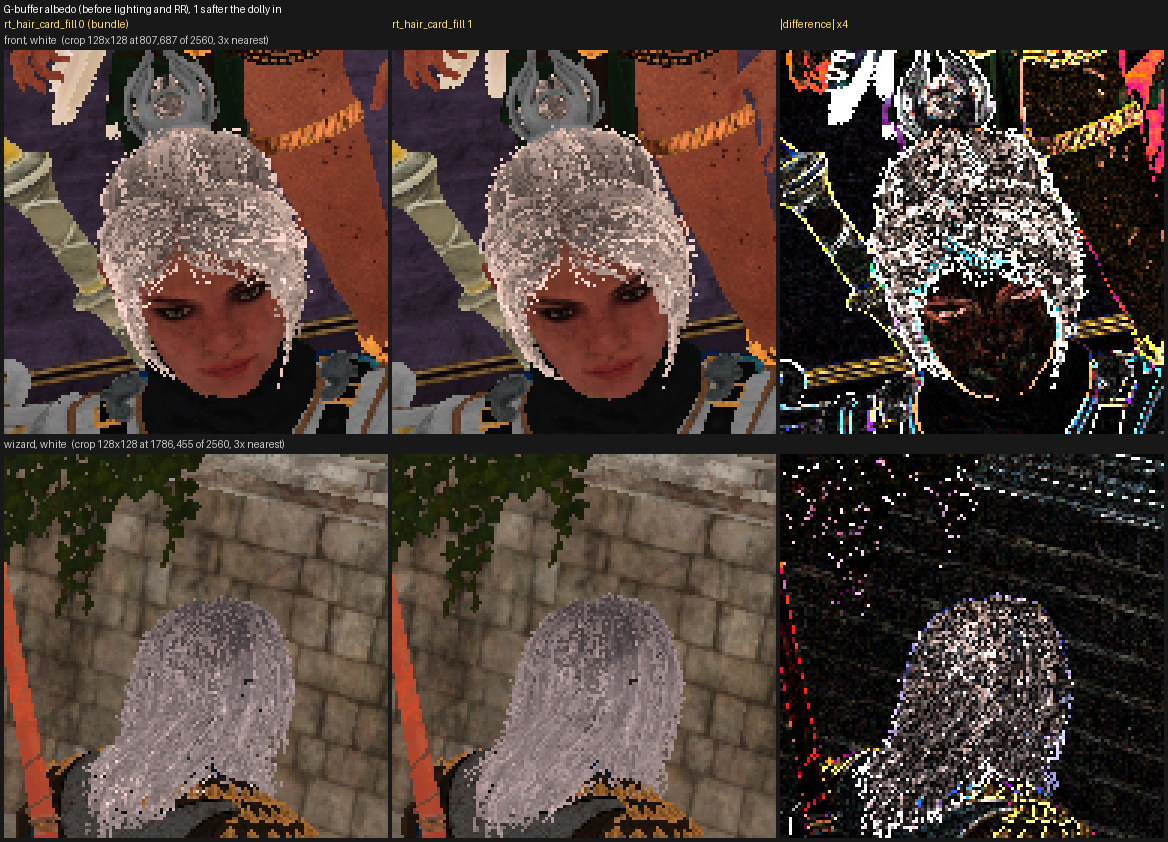 G-buffer albedo (before lighting and RR), 1 s after the dolly in
rt_hair_card_fill 0 (bundle) rt_hair_card_fill 1 |difference| x4
front, white (crop 128x128 at 807,687 of 2560, 3x nearest)
wizard, white (crop 128x128 at 1786,455 of 2560, 3x nearest)